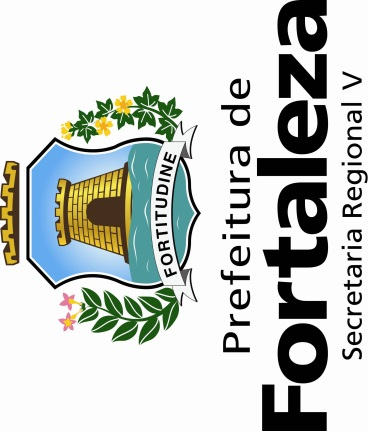 FORTITUDINE
Prefeitura de
Fortaleza
Secretaria Regional V